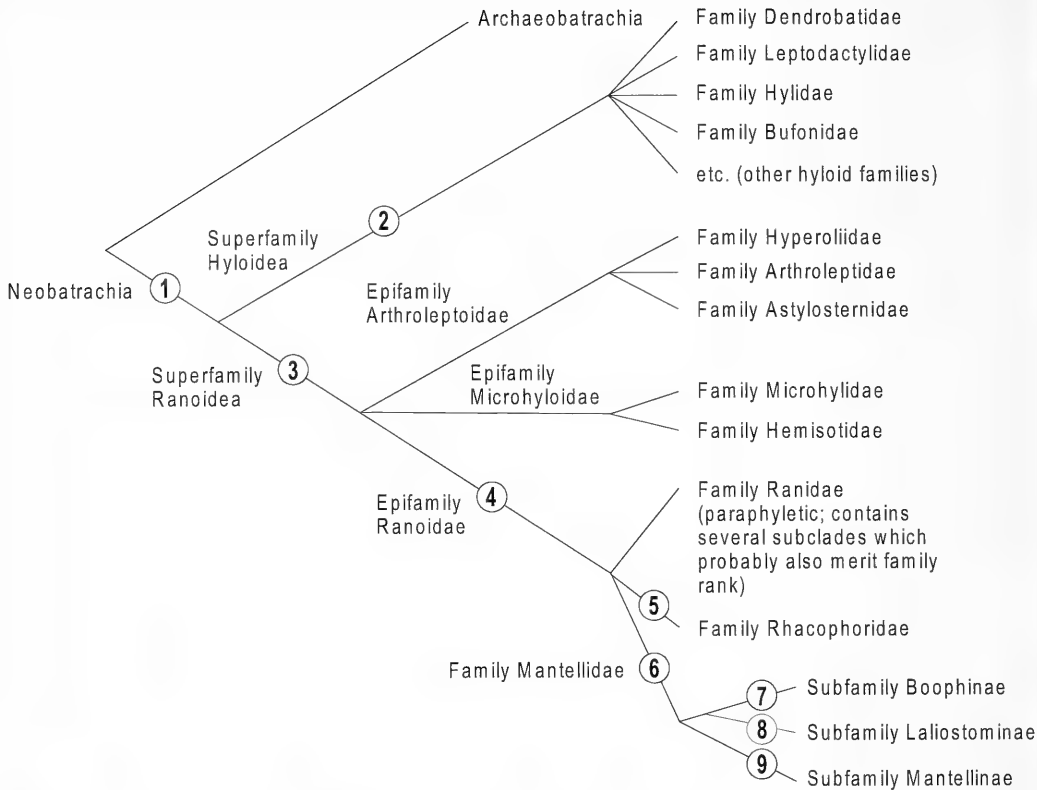 Archaeobatrachia
Family Dendrobatidae
Family Leptodactylidae
Family Hylidae
Family Bufonidae
etc. (other hyloid families)
2
Superfamily
Hyloidea
Family Hyperoliidae
Family Arthroleptidae
Family Astylosternidae
Neobatrachia
1
Epifamily
Arthroleptoidae
Superfamily
Ranoidea
3
Epifamily
Microhyloidae
Family Microhylidae
Family Hemisotidae
Epifamily
Ranoidae
4
Family Ranidae
(paraphyletic; contains
several subclades which
probably also merit family
rank)
5
Family Rhacophoridae
Family Mantellidae
6
7
Subfamily Boophinae
8
Subfamily Laliostominae
9
Subfamily Mantellinae